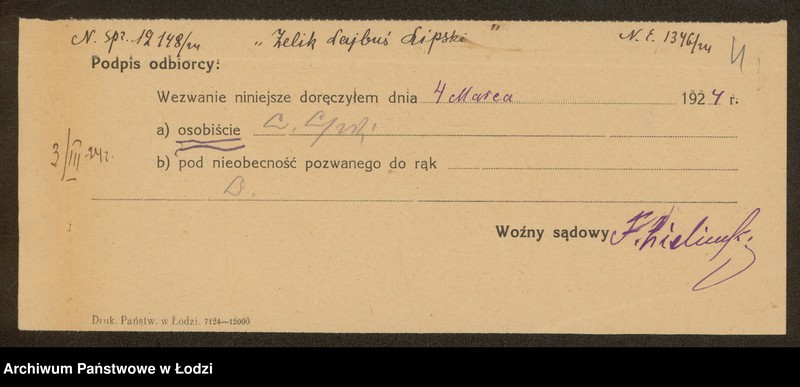 N. spr. 12148/24 „Zelik Lajbuś Lipski" N. E. 1346/24
Podpis odbiorcy:
Wezwanie niniejsze doręczyłem dnia 4 Marca 1924 r.
3/III 24 r.
a) osobiście
b) pod nieobecność pozwanego do rąk
Woźny sądowy
Druk. Państw. w Łodzi. 7124—12000
Archiwum Państwowe w Łodzi